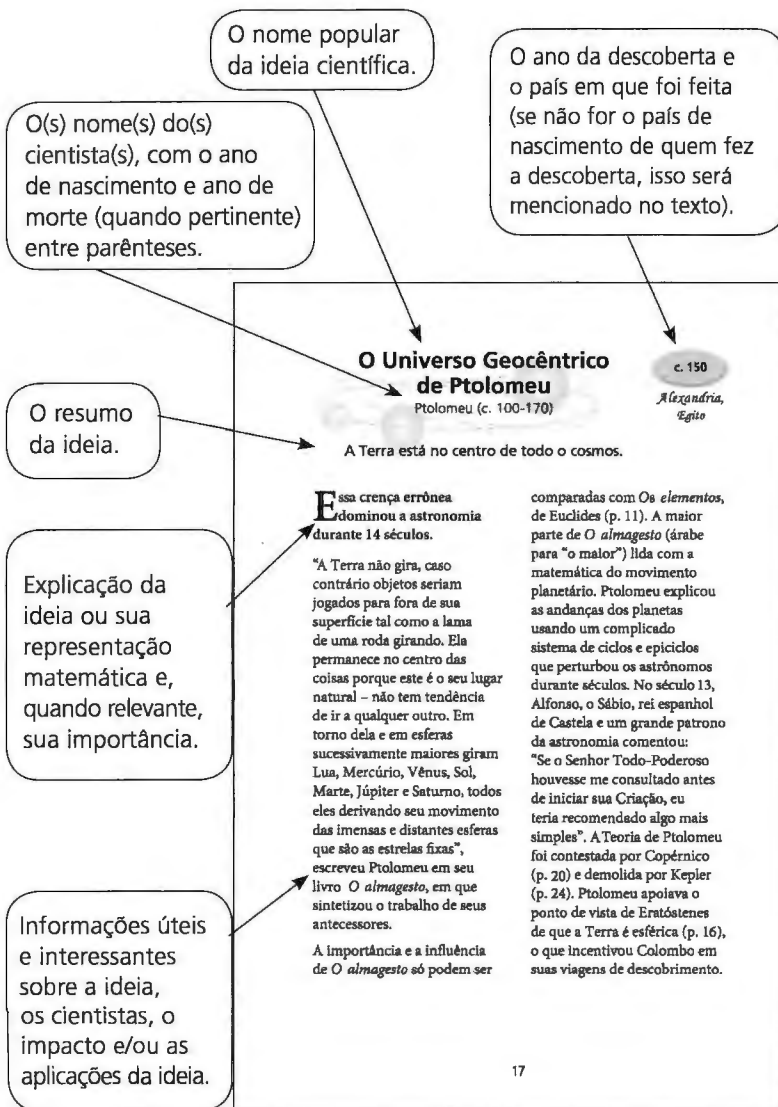 O nome popular
da ideia científica.
O ano da descoberta e
o país em que foi feita
(se não for o país de
nascimento de quem fez
a descoberta, isso será
mencionado no texto).
O(s) nome(s) do(s)
cientista(s), com o ano
de nascimento e ano de
morte (quando pertinente)
entre parênteses.
O resumo
da ideia.
Explicação da
ideia ou sua
representação
matemática e,
quando relevante,
sua importância.
Informações úteis
e interessantes
sobre a ideia,
os cientistas, o
impacto e/ou as
aplicações da ideia.
O Universo Geocêntrico
de Ptolomeu
Ptolomeu (c. 100-170)
c. 150
Alexandria,
Egito
A Terra está no centro de todo o cosmos.
Essa crença errônea
dominou a astronomia
durante 14 séculos.
"A Terra não gira, caso
contrário objetos seriam
jogados para fora de sua
superfície tal como a lama
de uma roda girando. Ela
permanece no centro das
coisas porque este é o seu lugar
natural – não tem tendência
de ir a qualquer outro. Em
torno dela e em esferas
sucessivamente maiores giram
Lua, Mercúrio, Vênus, Sol,
Marte, Júpiter e Saturno, todos
eles derivando seu movimento
das imensas e distantes esferas
que são as estrelas fixas",
escreveu Ptolomeu em seu
livro O almagesto, em que
sintetizou o trabalho de seus
antecessores.
A importância e a influência
de O almagesto só podem ser
comparadas com Os elementos,
de Euclides (p. 11). A maior
parte de O almagesto (árabe
para "o maior") lida com a
matemática do movimento
planetário. Ptolomeu explicou
as andanças dos planetas
usando um complicado
sistema de ciclos e epiciclos
que perturbou os astrônomos
durante séculos. No século 13,
Alfonso, o Sábio, rei espanhol
de Castela e um grande patrono
da astronomia comentou:
"Se o Senhor Todo-Poderoso
houvesse me consultado antes
de iniciar sua Criação, eu
teria recomendado algo mais
simples". A Teoria de Ptolomeu
foi contestada por Copérnico
(p. 20) e demolida por Kepler
(p. 24). Ptolomeu apoiava o
ponto de vista de Eratóstenes
de que a Terra é esférica (p. 16),
o que incentivou Colombo em
suas viagens de descobrimento.
17